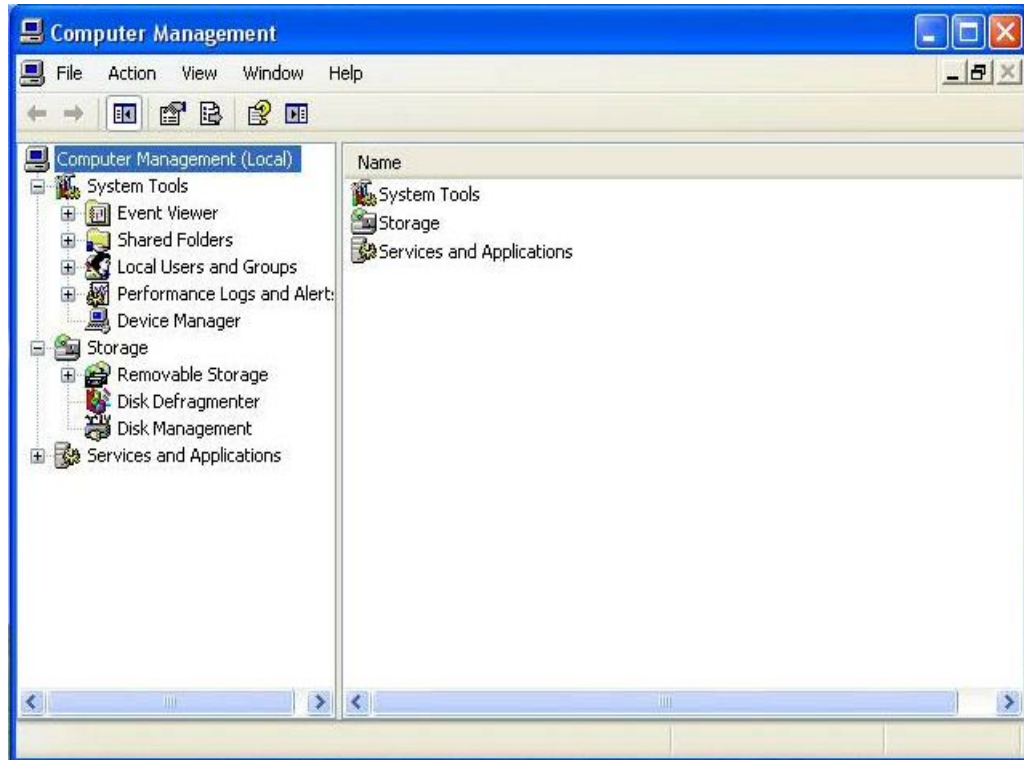 Computer Management
File Action View Window Help
Computer Management (Local)
System Tools
Event Viewer
Shared Folders
Local Users and Groups
Performance Logs and Alert
Device Manager
Storage
Removable Storage
Disk Defragmenter
Disk Management
Services and Applications
Name
System Tools
Storage
Services and Applications